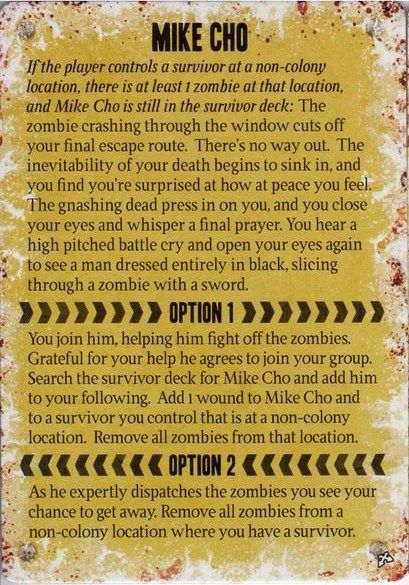 MIKE CHO
If the player controls a survivor at a non-colony
location, there is at least 1 zombie at that location,
and Mike Cho is still in the survivor deck: The
zombie crashing through the window cuts off
your final escape route. There's no way out. The
inevitability of your death begins to sink in, and
you find you're surprised at how at peace you feel.
The gnashing dead press in on you, and you close
your eyes and whisper a final prayer. You hear a
high pitched battle cry and open your eyes again
to see a man dressed entirely in black, slicing
through a zombie with a sword.
OPTION 1
You join him, helping him fight off the zombies.
Grateful for your help he agrees to join your group.
Search the survivor deck for Mike Cho and add him
to your following. Add 1 wound to Mike Cho and
to a survivor you control that is at a non-colony
location. Remove all zombies from that location.
OPTION 2
As he expertly dispatches the zombies you see your
chance to get away. Remove all zombies from a
non-colony location where you have a survivor.